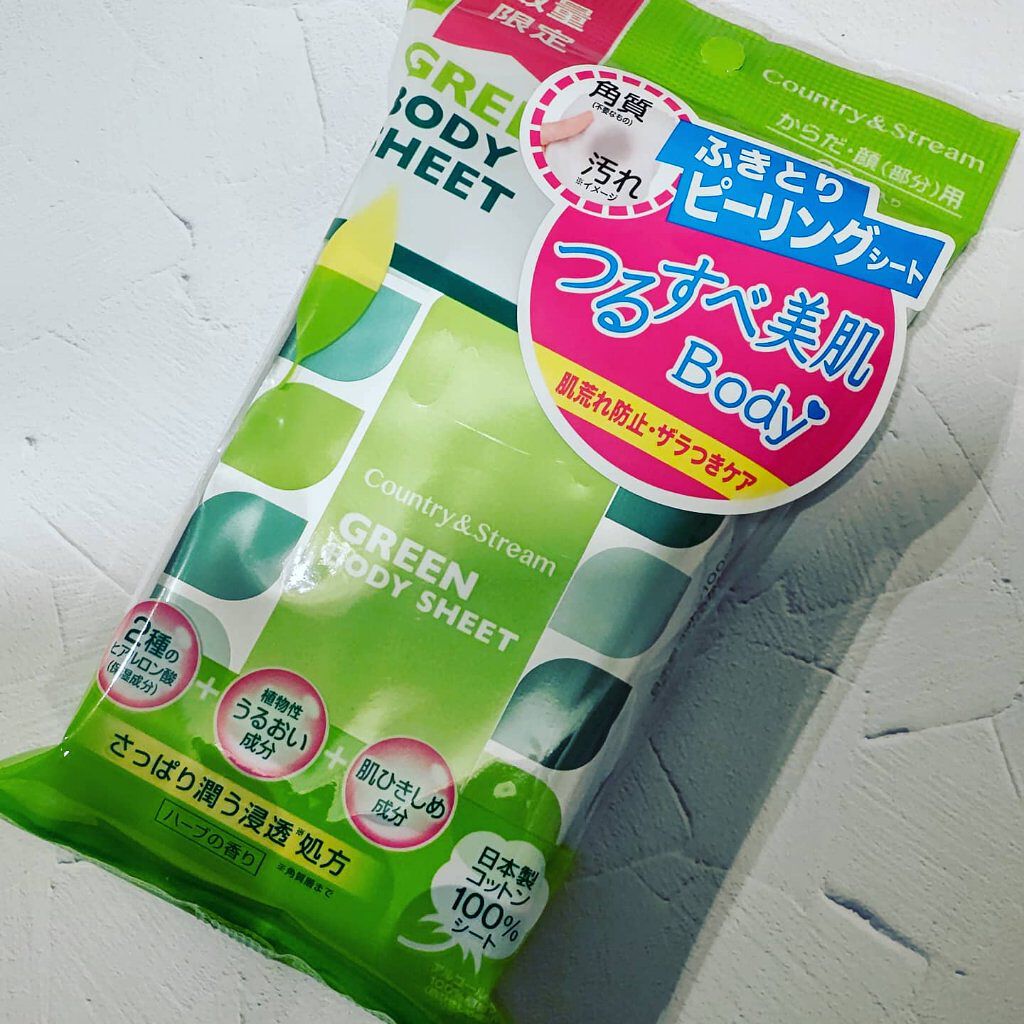 数量
限定
GREEN
BODY
SHEET
Country & Stream
からだ・顔(部分)用
角質
(不要なもの)
汚れ
※イメージ
ふきとり
ピーリングシート
つるすべ美肌
Body
肌荒れ防止・ザラつきケア
Country & Stream
GREEN
BODY SHEET
2種の
ヒアルロン酸
(保湿成分)
+
植物性
うるおい
成分
+
肌ひきしめ
成分
さっぱり潤う浸透※処方
ハーブの香り
※角質層まで
日本製
コットン
100%
シート